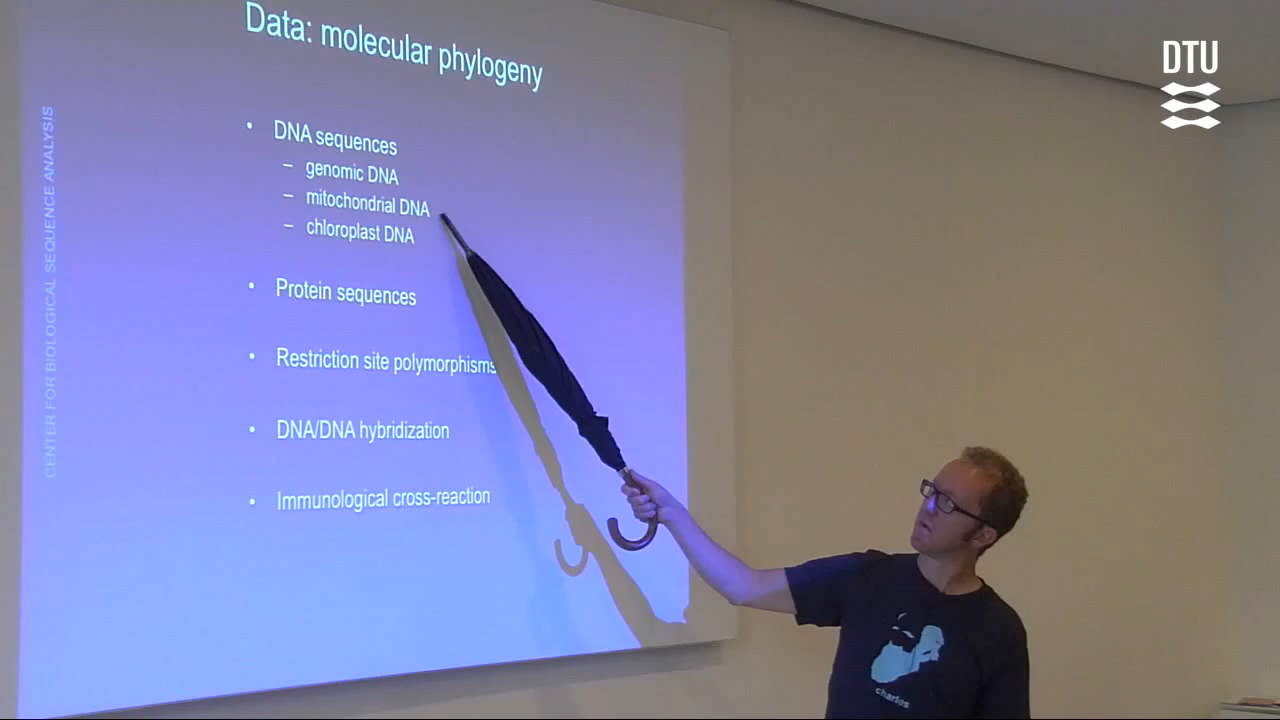 Data: molecular phylogeny
• DNA sequences
– genomic DNA
– mitochondrial DNA
– chloroplast DNA
• Protein sequences
• Restriction site polymorphisms
• DNA/DNA hybridization
• Immunological cross-reaction
CENTER FOR BIOLOGICAL SEQUENCE ANALYSIS
DTU
charles